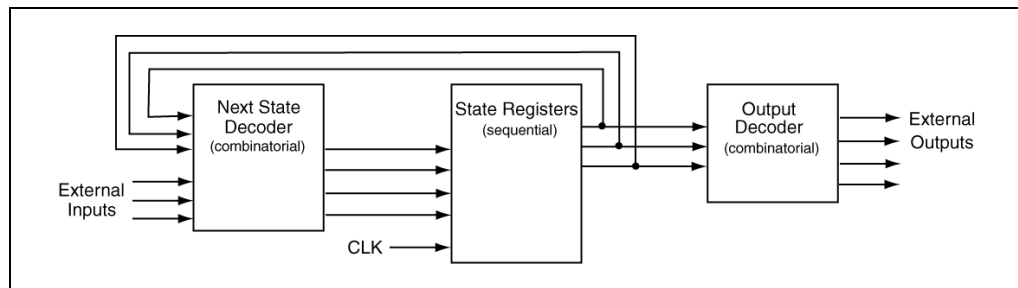 Next State
Decoder
(combinatorial)
State Registers
(sequential)
Output
Decoder
(combinatorial)
External
Outputs
External
Inputs
CLK